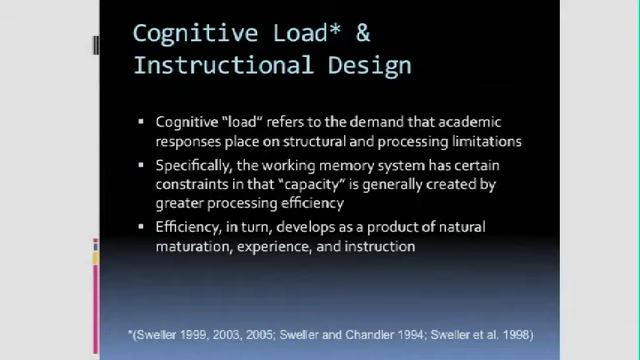 Cognitive Load* &
Instructional Design
▪ Cognitive "load" refers to the demand that academic
responses place on structural and processing limitations
▪ Specifically, the working memory system has certain
constraints in that "capacity" is generally created by
greater processing efficiency
▪ Efficiency, in turn, develops as a product of natural
maturation, experience, and instruction
*(Sweller 1999, 2003, 2005; Sweller and Chandler 1994; Sweller et al. 1998)